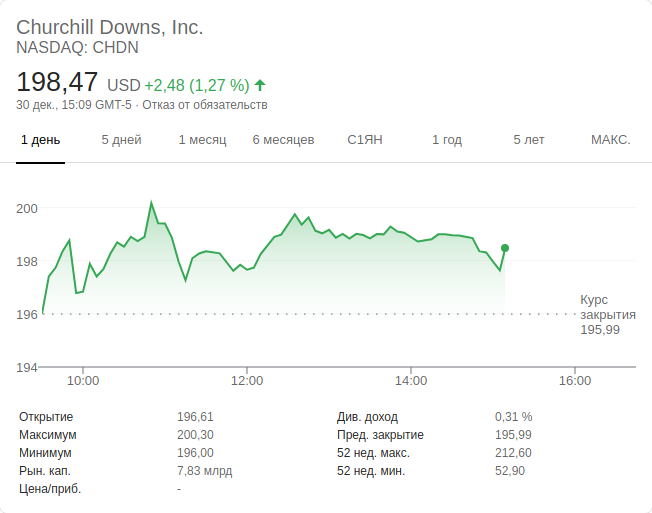 Churchill Downs, Inc.
NASDAQ: CHDN
198,47 USD +2,48 (1,27 %)
30 дек., 15:09 GMT-5 · Отказ от обязательств
1 день 5 дней 1 месяц 6 месяцев С1ЯН 1 год 5 лет МАКС.
200
198
196
194
Курс
закрытия
195,99
10:00 12:00 14:00 16:00
Открытие 196,61 Див. доход 0,31 %
Максимум 200,30 Пред. закрытие 195,99
Минимум 196,00 52 нед. макс. 212,60
Рын. кап. 7,83 млрд 52 нед. мин. 52,90
Цена/приб. -